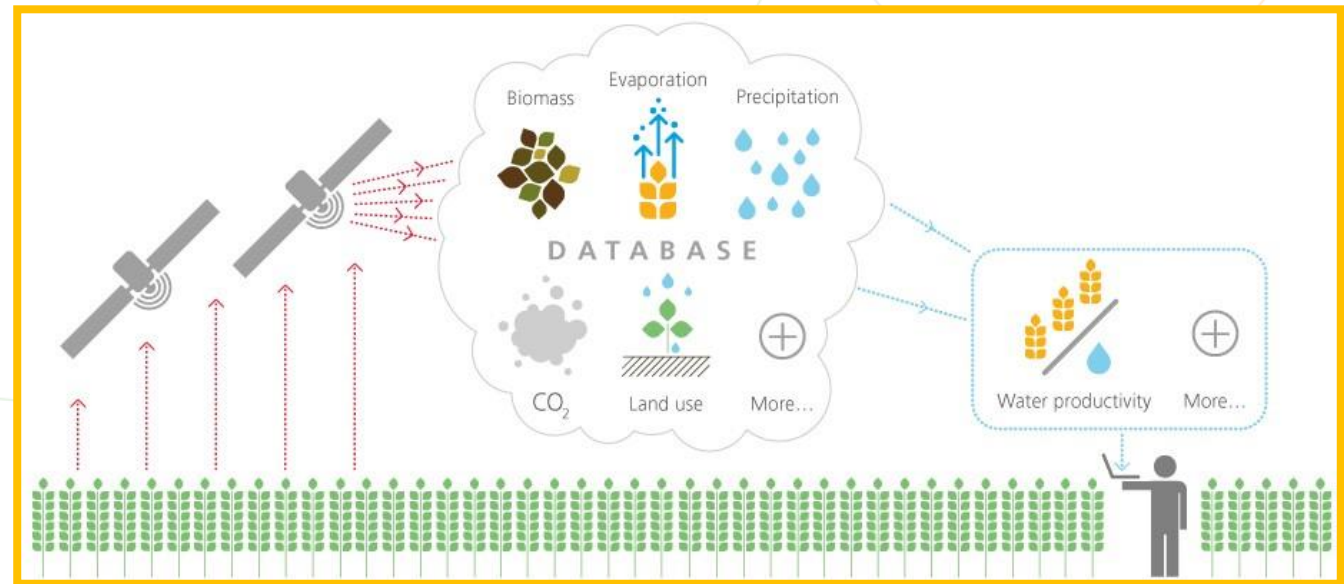 Biomass
Evaporation
Precipitation
DATABASE
CO₂
Land use
More...
Water productivity
More...